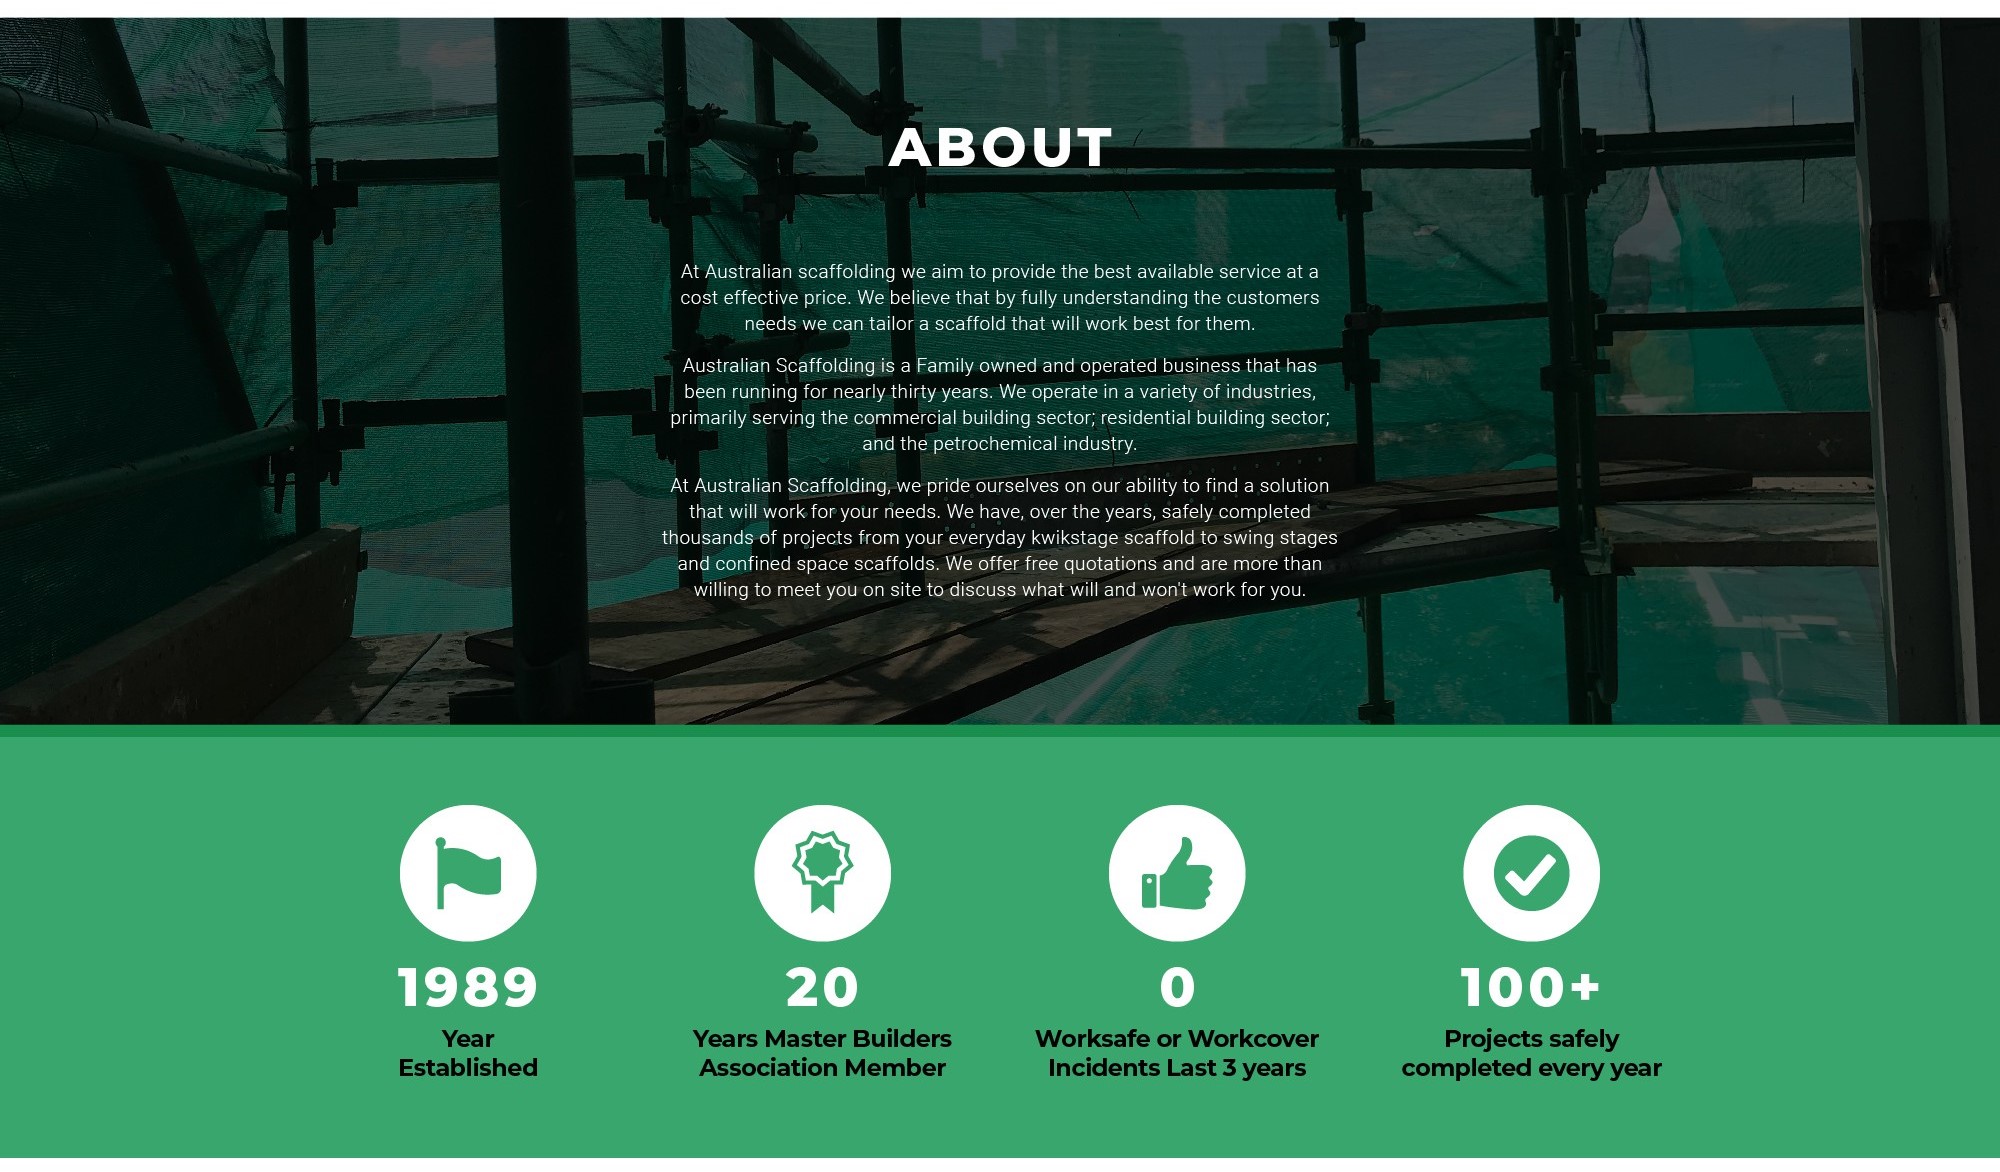 ABOUT
At Australian scaffolding we aim to provide the best available service at a
cost effective price. We believe that by fully understanding the customers
needs we can tailor a scaffold that will work best for them.
Australian Scaffolding is a Family owned and operated business that has
been running for nearly thirty years. We operate in a variety of industries,
primarily serving the commercial building sector; residential building sector;
and the petrochemical industry.
At Australian Scaffolding, we pride ourselves on our ability to find a solution
that will work for your needs. We have, over the years, safely completed
thousands of projects from your everyday kwikstage scaffold to swing stages
and confined space scaffolds. We offer free quotations and are more than
willing to meet you on site to discuss what will and won't work for you.
1989
Year
Established
20
Years Master Builders
Association Member
0
Worksafe or Workcover
Incidents Last 3 years
100+
Projects safely
completed every year